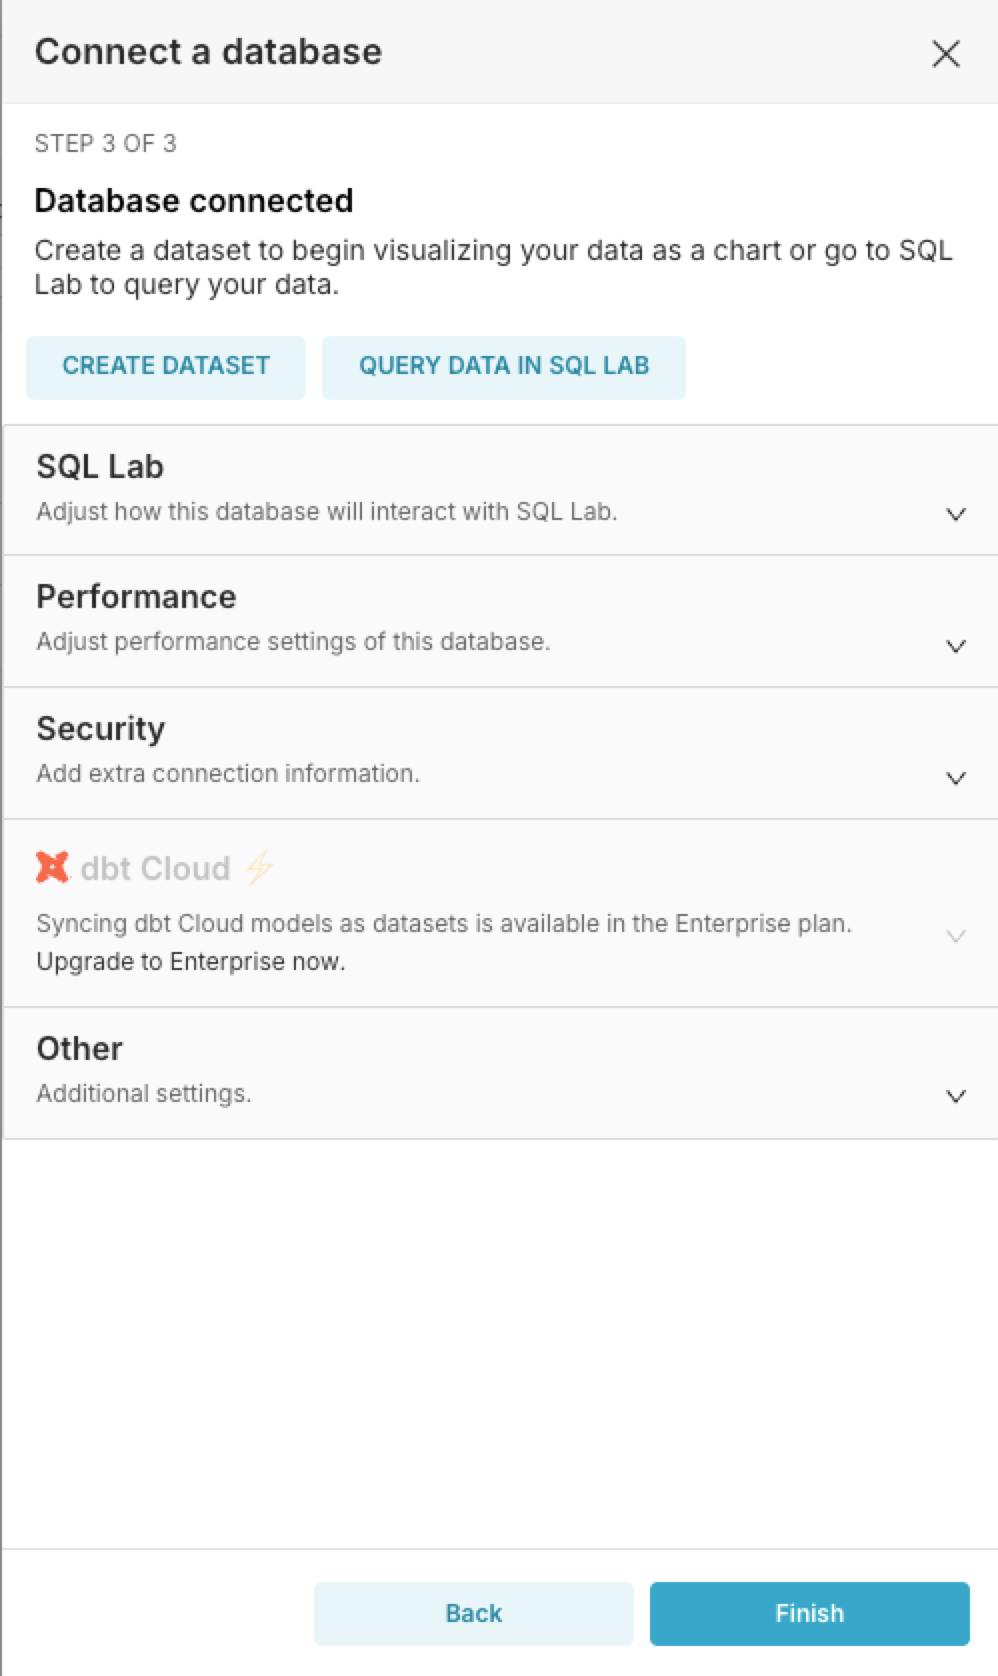 Connect a database
STEP 3 OF 3
Database connected
Create a dataset to begin visualizing your data as a chart or go to SQL
Lab to query your data.
CREATE DATASET QUERY DATA IN SQL LAB
SQL Lab
Adjust how this database will interact with SQL Lab.
Performance
Adjust performance settings of this database.
Security
Add extra connection information.
dbt Cloud
Syncing dbt Cloud models as datasets is available in the Enterprise plan.
Upgrade to Enterprise now.
Other
Additional settings.
Back Finish